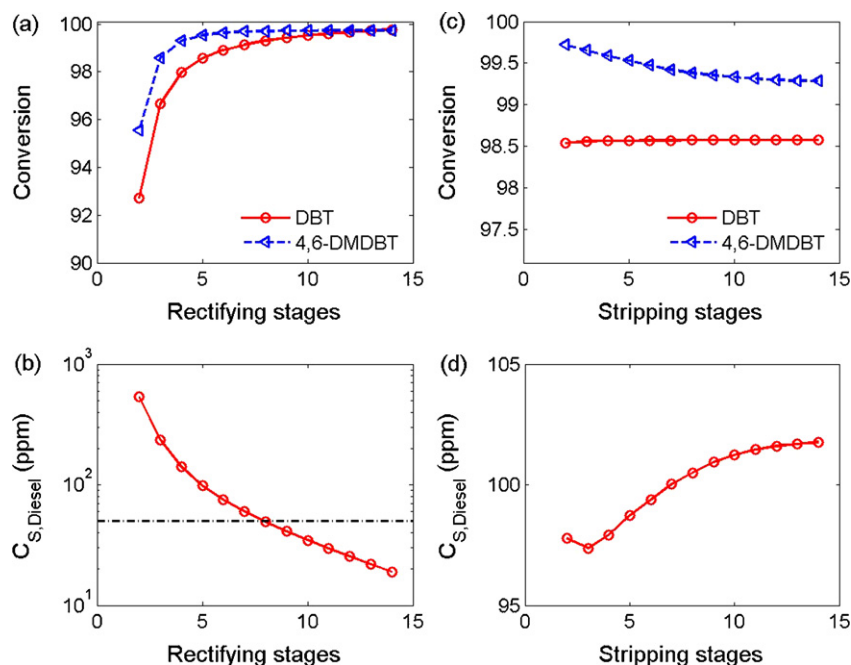 (a)
100
98
96
94
92
90
Conversion
DBT
4,6-DMDBT
0
5
10
15
Rectifying stages
(c)
100
99.5
99
98.5
98
97.5
Conversion
DBT
4,6-DMDBT
0
5
10
15
Stripping stages
(b)
10³
10²
10¹
C_S,Diesel (ppm)
0
5
10
15
Rectifying stages
(d)
105
100
95
C_S,Diesel (ppm)
0
5
10
15
Stripping stages